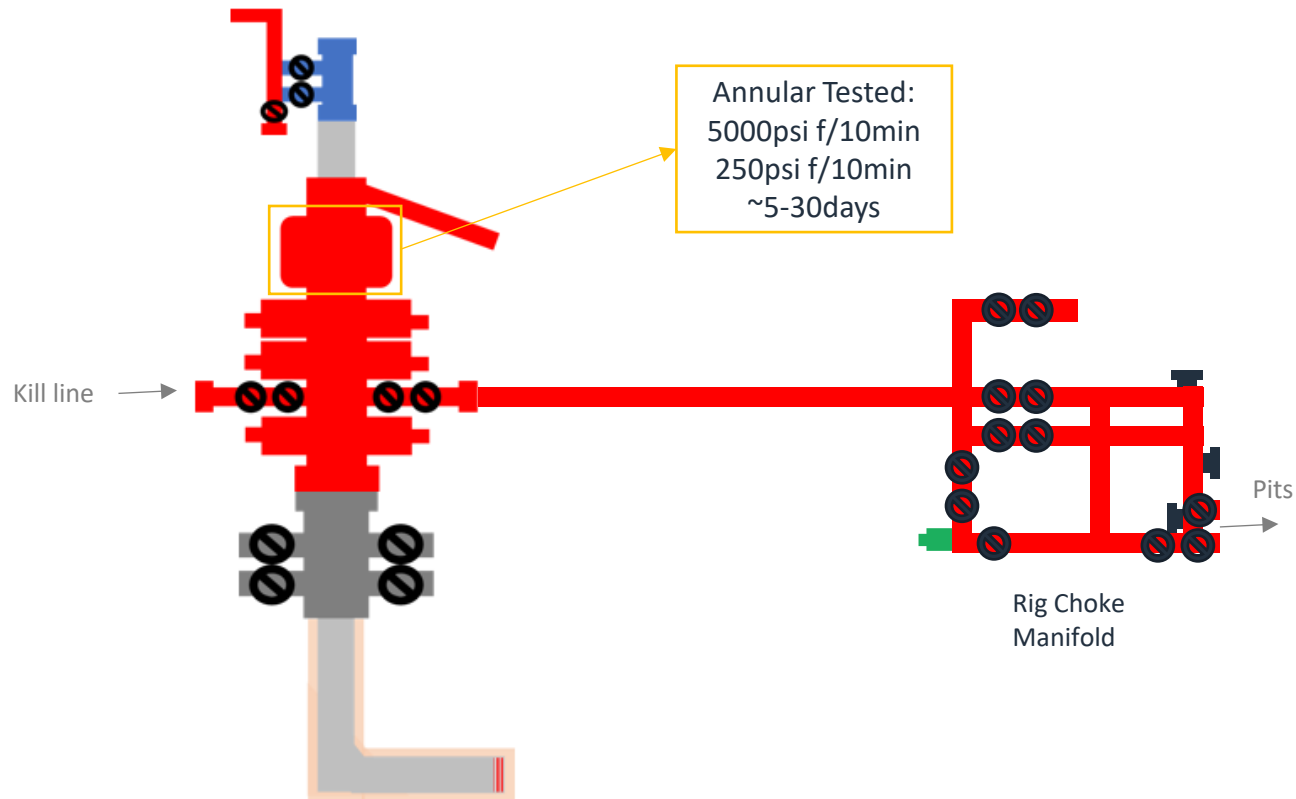 Annular Tested:
5000psi f/10min
250psi f/10min
~5-30days
Kill line
Pits
Rig Choke
Manifold